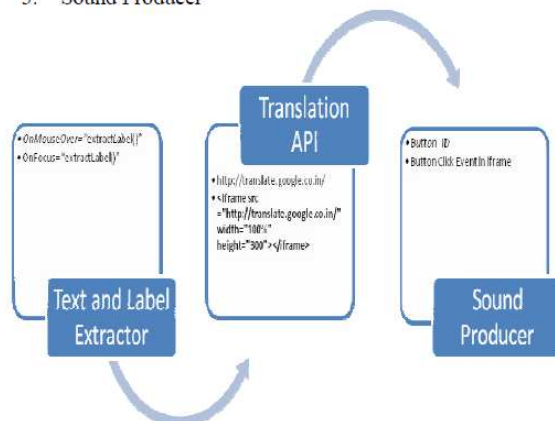 3. Sound Producer
• OnMouseOver="extractLabel()"
• OnFocus="extractLabel()"
Text and Label
Extractor
Translation
API
• http://translate.google.co.in/
• <iframe src
="http://translate.google.co.in/"
width="100%"
height="300"></iframe>
• Button ID
• Button Click Event in iframe
Sound
Producer